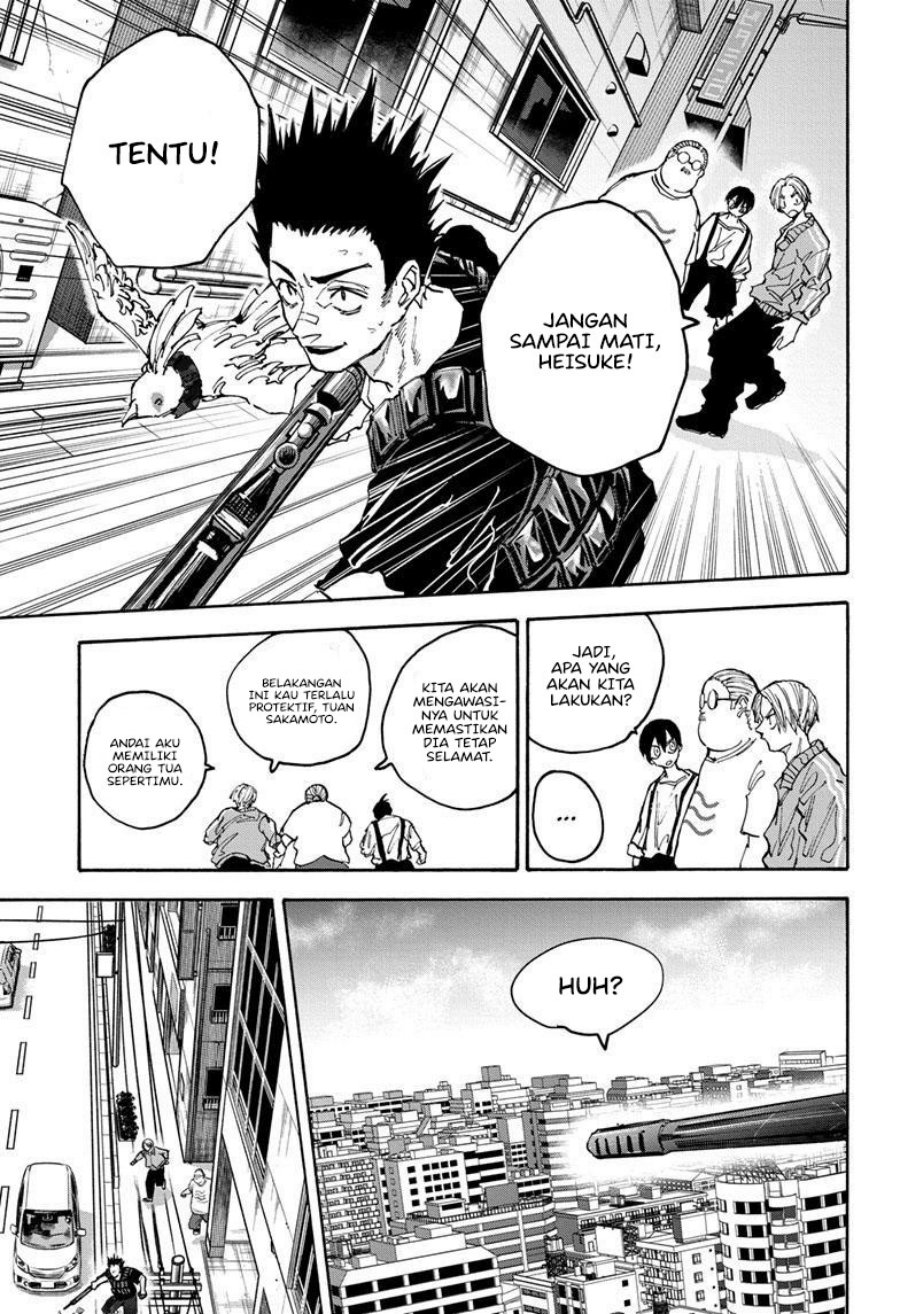 JANGAN
SAMPAI MATI,
HEISUKE!
TENTU!
JADI,
APA YANG
AKAN KITA
LAKUKAN?
...
KITA AKAN
MENGAWASI-
NYA UNTUK
MEMASTIKAN
DIA TETAP
SELAMAT.
BELAKANGAN
INI KAU TERLALU
PROTEKTIF, TUAN
SAKAMOTO.
ANDAI AKU
MEMILIKI
ORANG TUA
SEPERTIMU.
HUH?